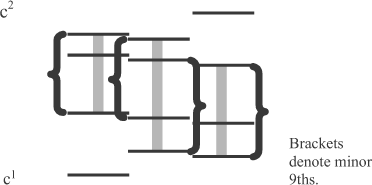 c²
c¹
Brackets
denote minor
9ths.